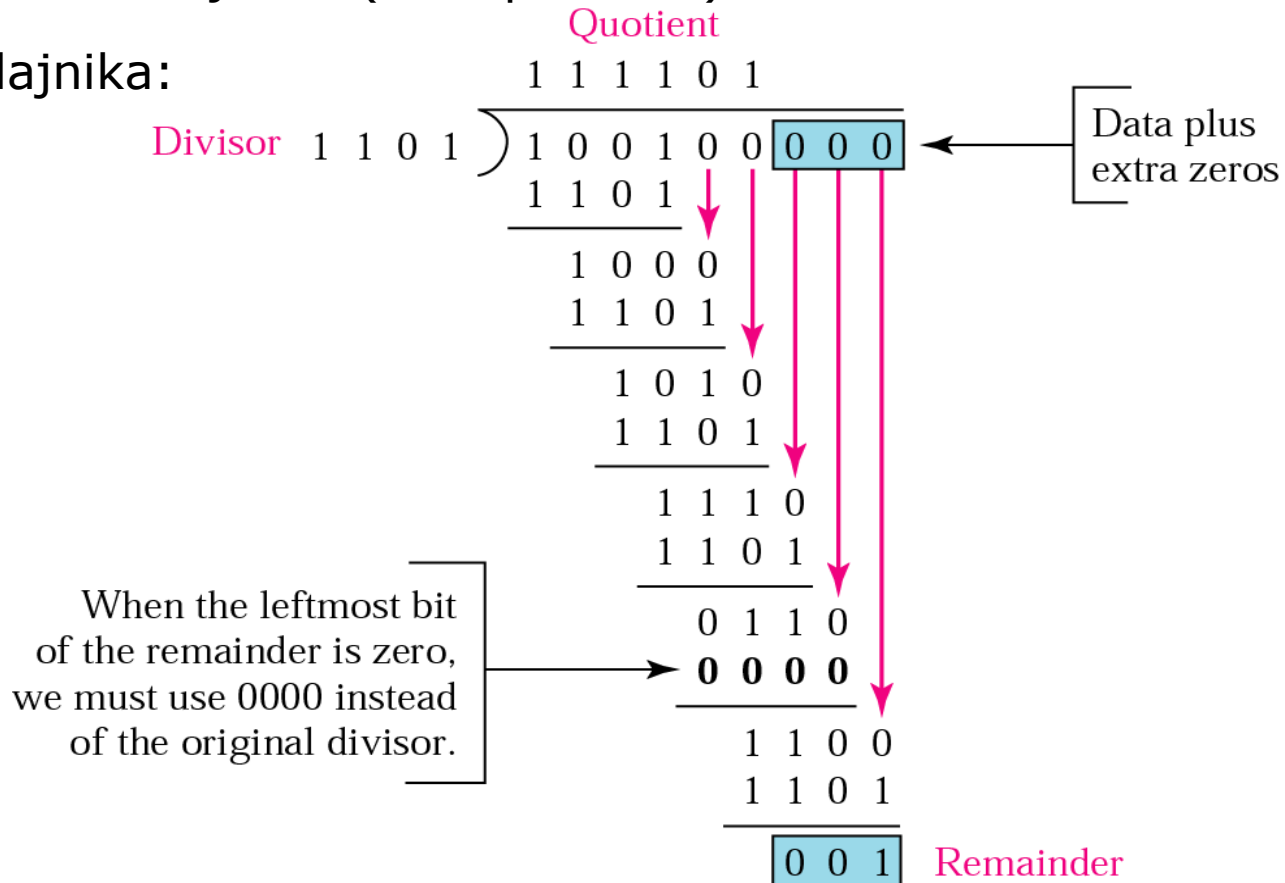 Quotient
lajnika:
1 1 1 1 0 1
Divisor 1 1 0 1 1 0 0 1 0 0 0 0 0
Data plus
extra zeros
1 1 0 1
1 0 0 0
1 1 0 1
1 0 1 0
1 1 0 1
1 1 1 0
1 1 0 1
When the leftmost bit
of the remainder is zero,
we must use 0000 instead
of the original divisor.
0 1 1 0
0 0 0 0
1 1 0 0
1 1 0 1
0 0 1 Remainder